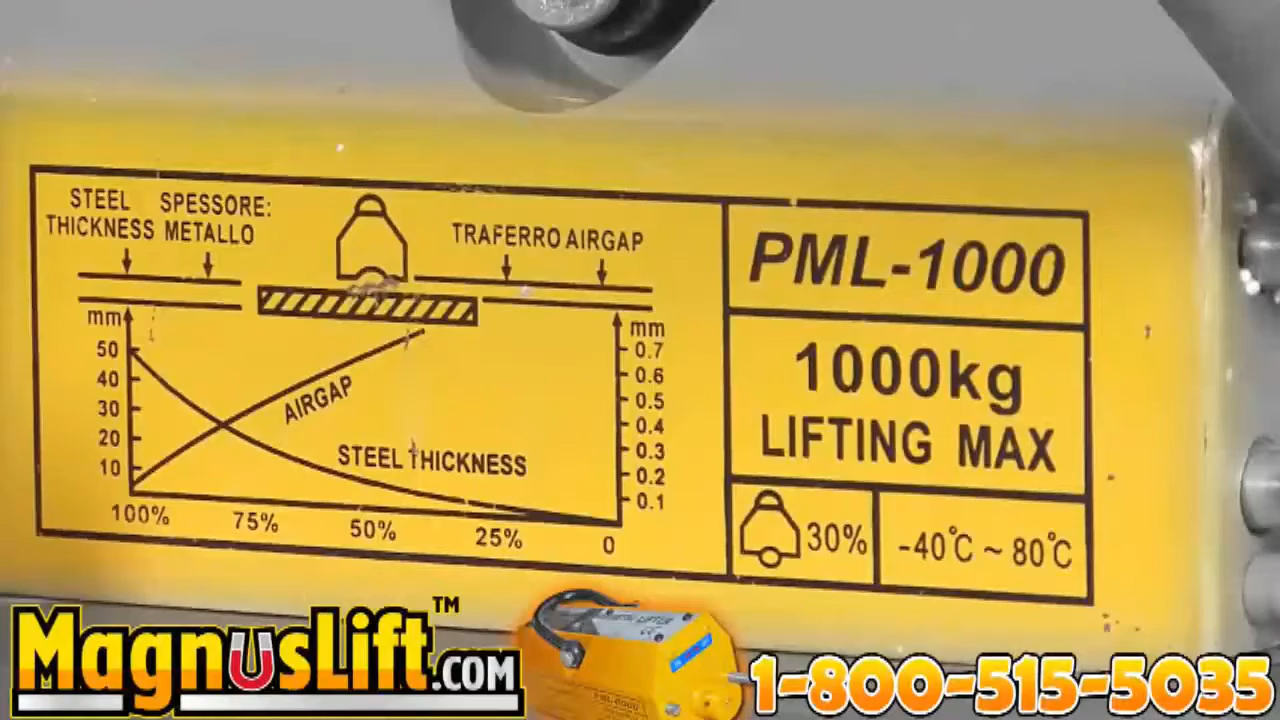 STEEL SPESSORE:
THICKNESS METALLO
TRAFERRO AIRGAP
mm
50
40
30
20
10
AIRGAP
STEEL THICKNESS
mm
0.7
0.6
0.5
0.4
0.3
0.2
0.1
100% 75% 50% 25% 0
PML-1000
1000kg
LIFTING MAX
30%
-40°C ~ 80°C
MagnusLift.com™
1-800-515-5035